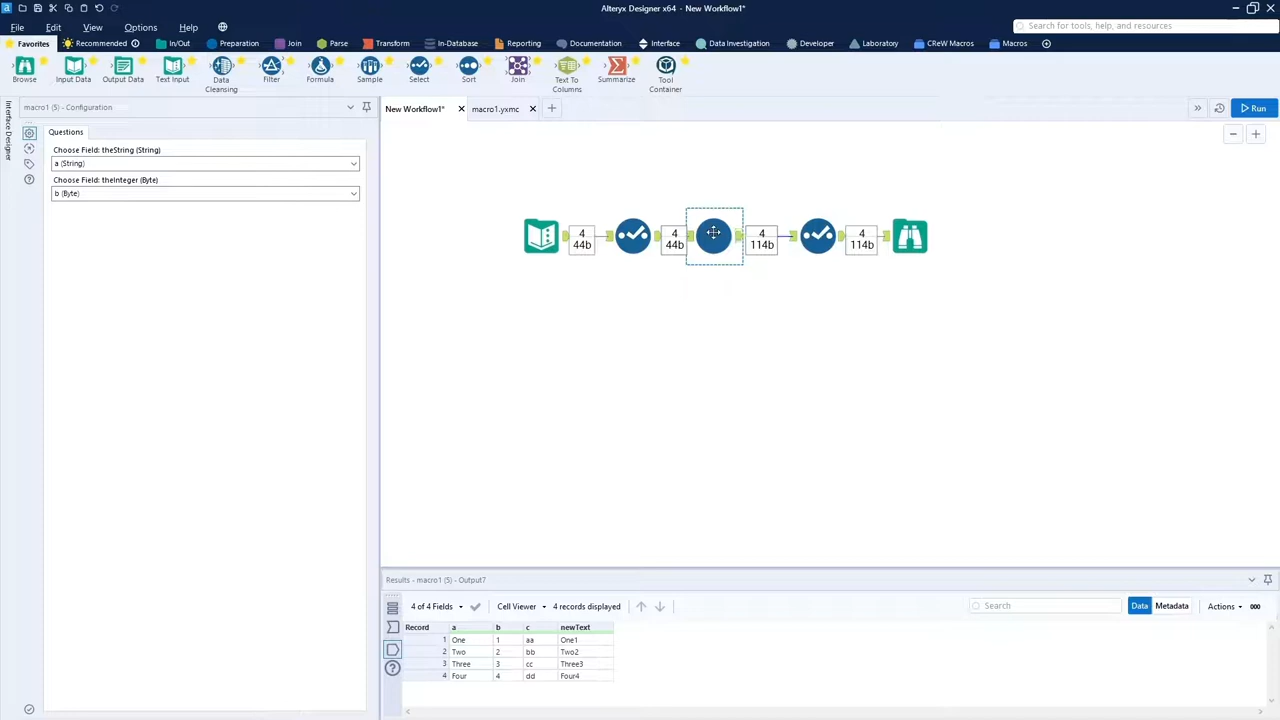 Alteryx Designer x64 - New Workflow1*
File Edit View Options Help
Search for tools, help, and resources
Favorites Recommended In/Out Preparation Join Parse Transform In-Database Reporting Documentation Interface Data Investigation Developer Laboratory CReW Macros Macros
Browse Input Data Output Data Text Input Data Cleansing Filter Formula Sample Select Sort Join Text To Columns Summarize Tool Container
Interface Designer
macro1 (5) - Configuration
New Workflow1* macro1.yxmc
Run
Questions
Choose Field: theString (String)
a (String)
Choose Field: theInteger (Byte)
b (Byte)
4 4 4 4
44b 44b 114b 114b
Results - macro1 (5) - Output7
4 of 4 Fields Cell Viewer 4 records displayed Search Data Metadata Actions 000
Record a b c newText
1 One 1 aa One1
2 Two 2 bb Two2
3 Three 3 cc Three3
4 Four 4 dd Four4